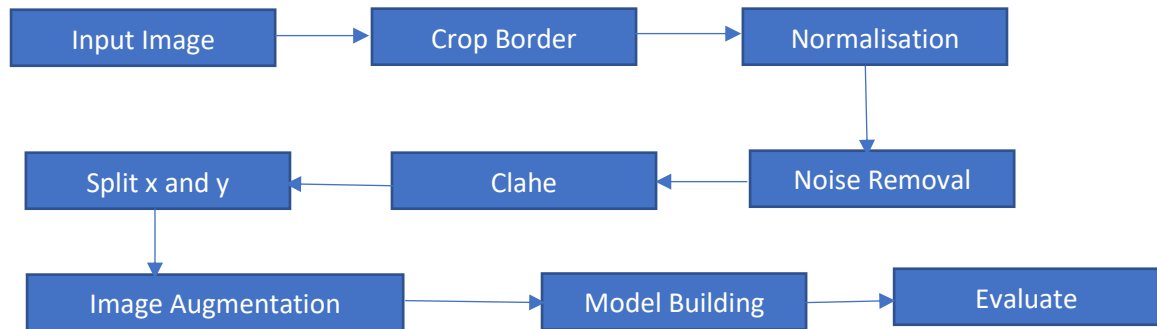 Input Image
Crop Border
Normalisation
Noise Removal
Clahe
Split x and y
Image Augmentation
Model Building
Evaluate